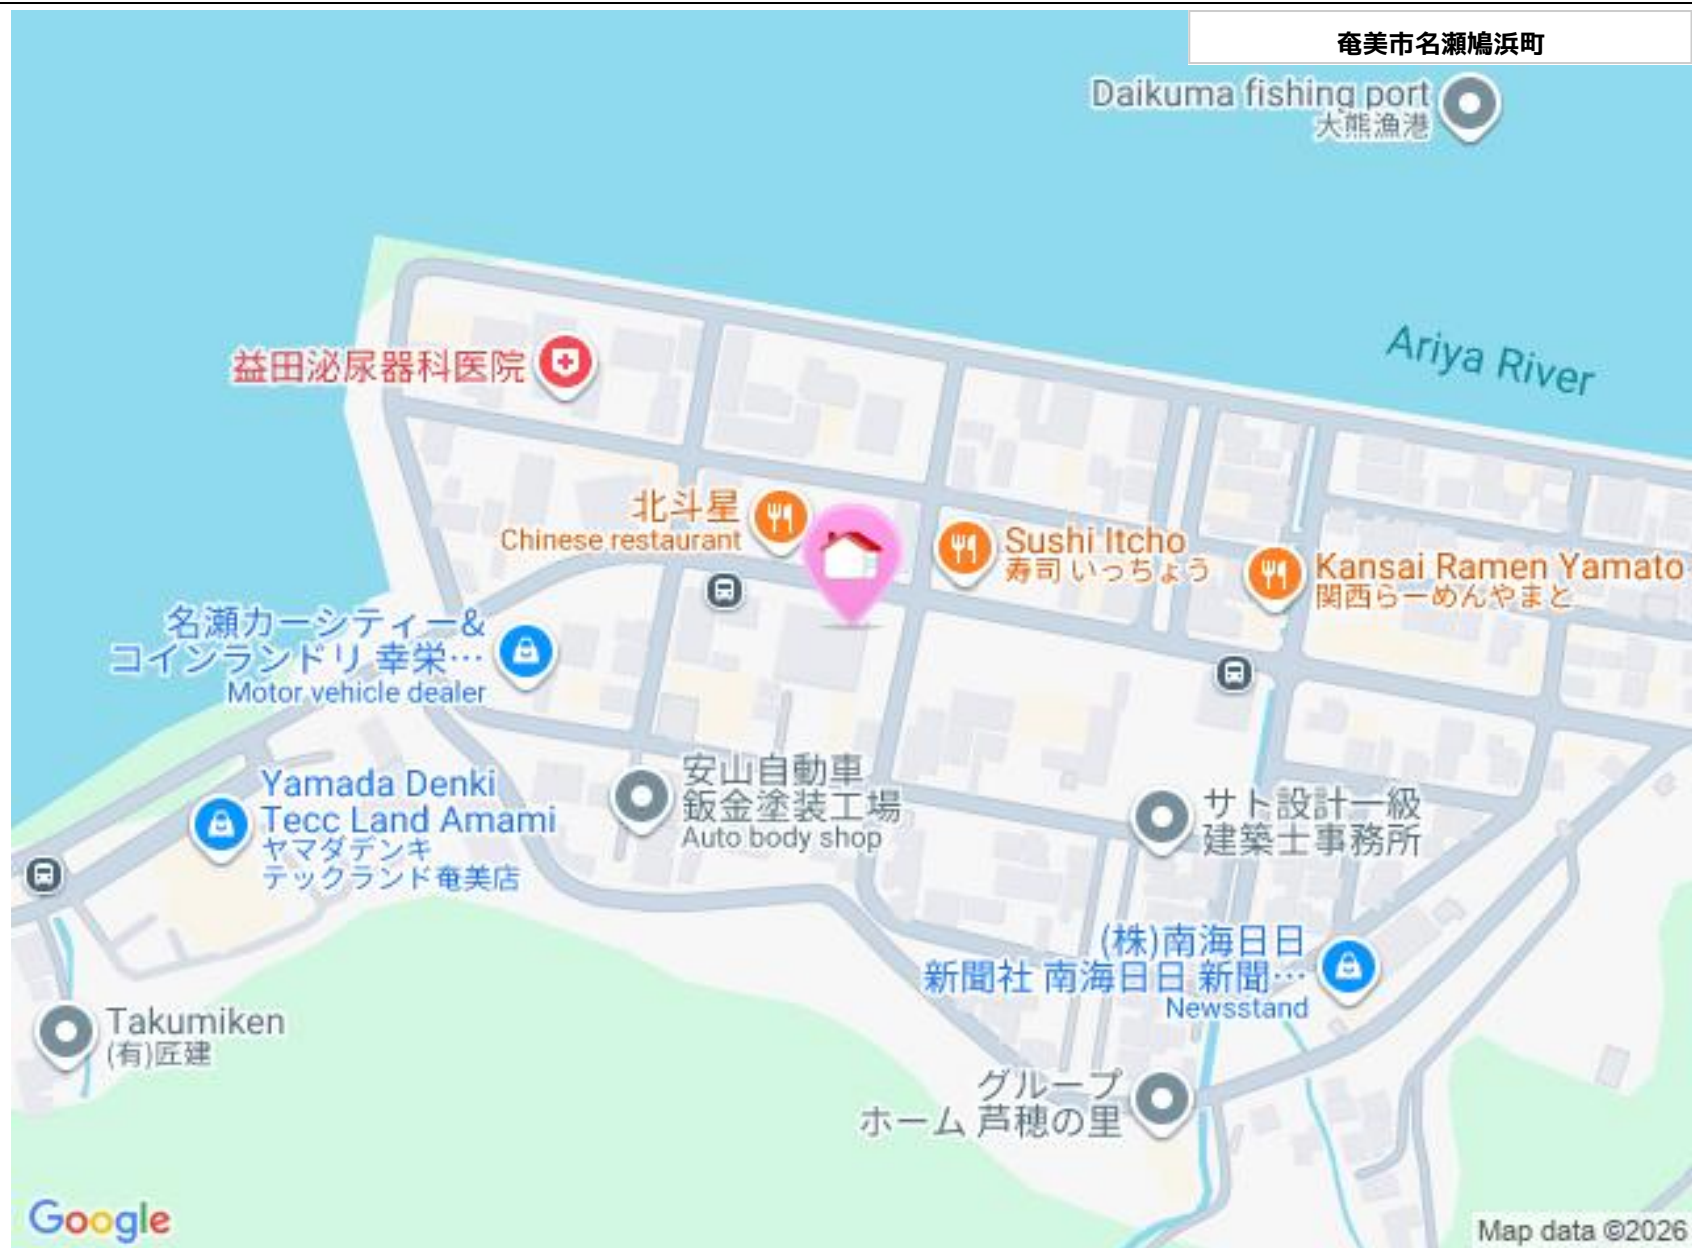 奄美市名瀬鳩浜町
Daikuma fishing port
大熊漁港
Ariya River
益田泌尿器科医院
北斗星
Chinese restaurant
Sushi Itcho
寿司 いっちょう
Kansai Ramen Yamato
関西らーめんやまと
名瀬カーシティー&
コインランドリ 幸栄…
Motor vehicle dealer
Yamada Denki
Tecc Land Amami
ヤマダデンキ
テックランド奄美店
安山自動車
鈑金塗装工場
Auto body shop
サト設計一級
建築士事務所
(株)南海日日
新聞社 南海日日 新聞…
Newsstand
Takumiken
(有)匠建
グループ
ホーム 芦穂の里
Google
Map data ©2026